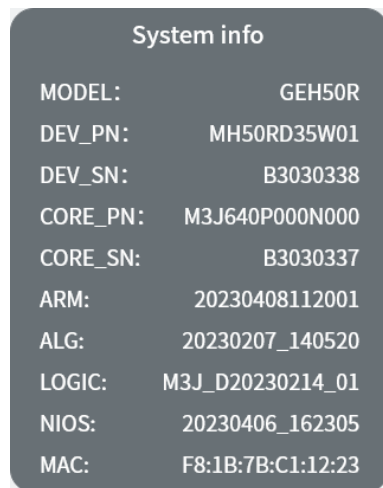 System info
MODEL： GEH50R
DEV_PN： MH50RD35W01
DEV_SN： B3030338
CORE_PN： M3J640P000N000
CORE_SN: B3030337
ARM: 20230408112001
ALG: 20230207_140520
LOGIC: M3J_D20230214_01
NIOS: 20230406_162305
MAC: F8:1B:7B:C1:12:23